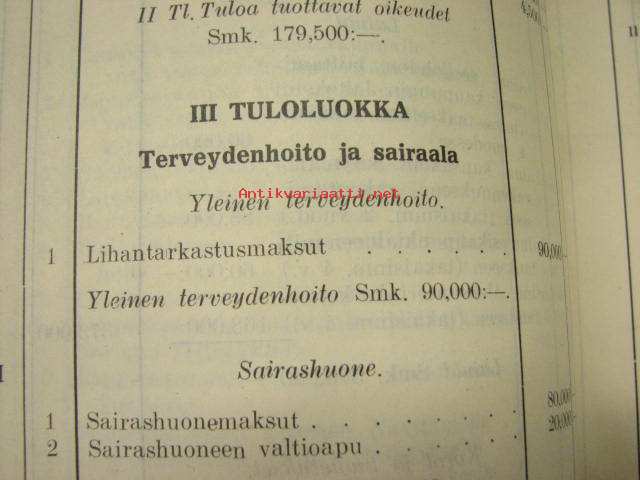 II Tl. Tuloa tuottavat oikeudet
Smk. 179,500:—.
III TULOLUOKKA
Terveydenhoito ja sairaala
Antikvariaatti.net
Yleinen terveydenhoito.
1 Lihantarkastusmaksut . . . . . . 90,000:—
Yleinen terveydenhoito Smk. 90,000:—.
Sairashuone.
1 Sairashuonemaksut . . . . . . . 80,000:—
2 Sairashuoneen valtioapu . . . . . 20,000:—